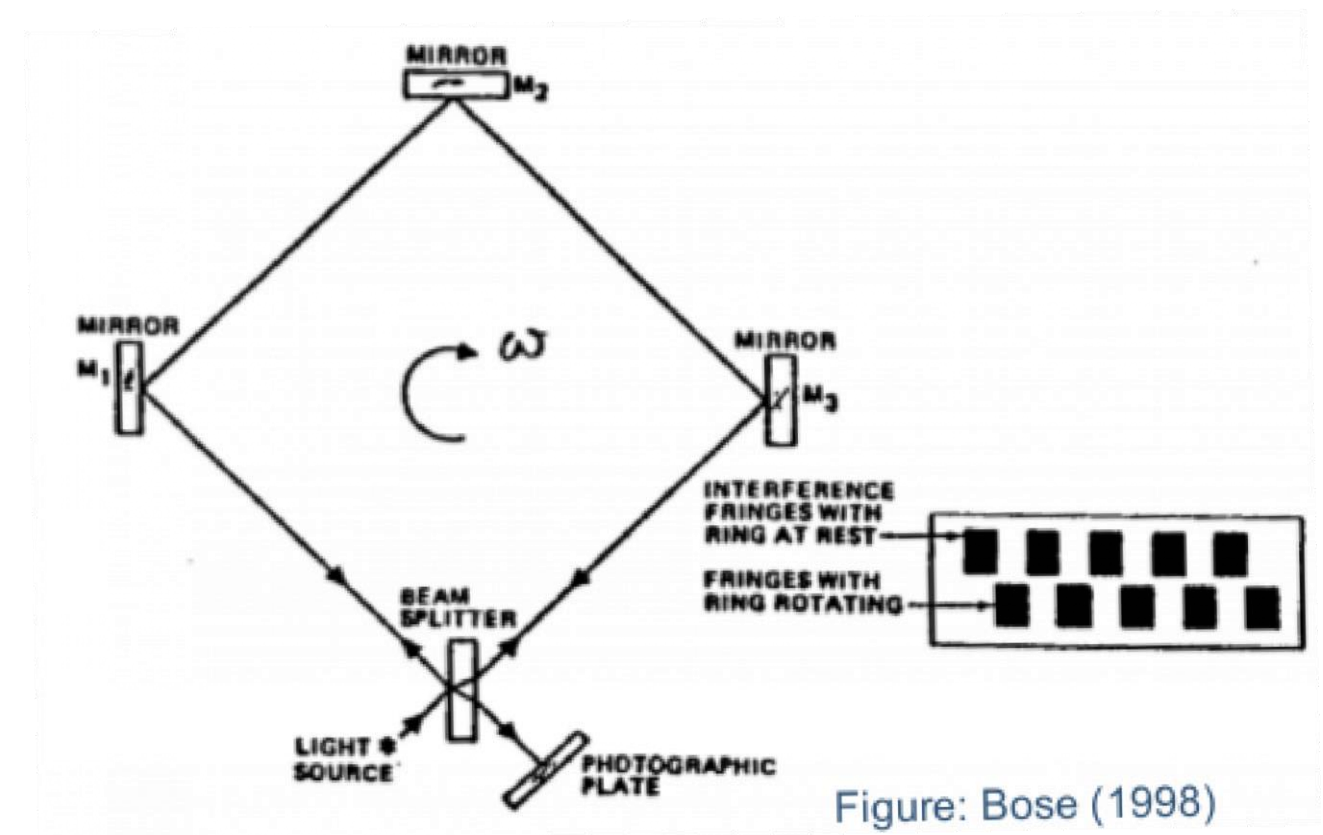 MIRROR
M2
MIRROR
M1
ω
MIRROR
M3
INTERFERENCE
FRINGES WITH
RING AT REST
FRINGES WITH
RING ROTATING
BEAM
SPLITTER
LIGHT
SOURCE
PHOTOGRAPHIC
PLATE
Figure: Bose (1998)